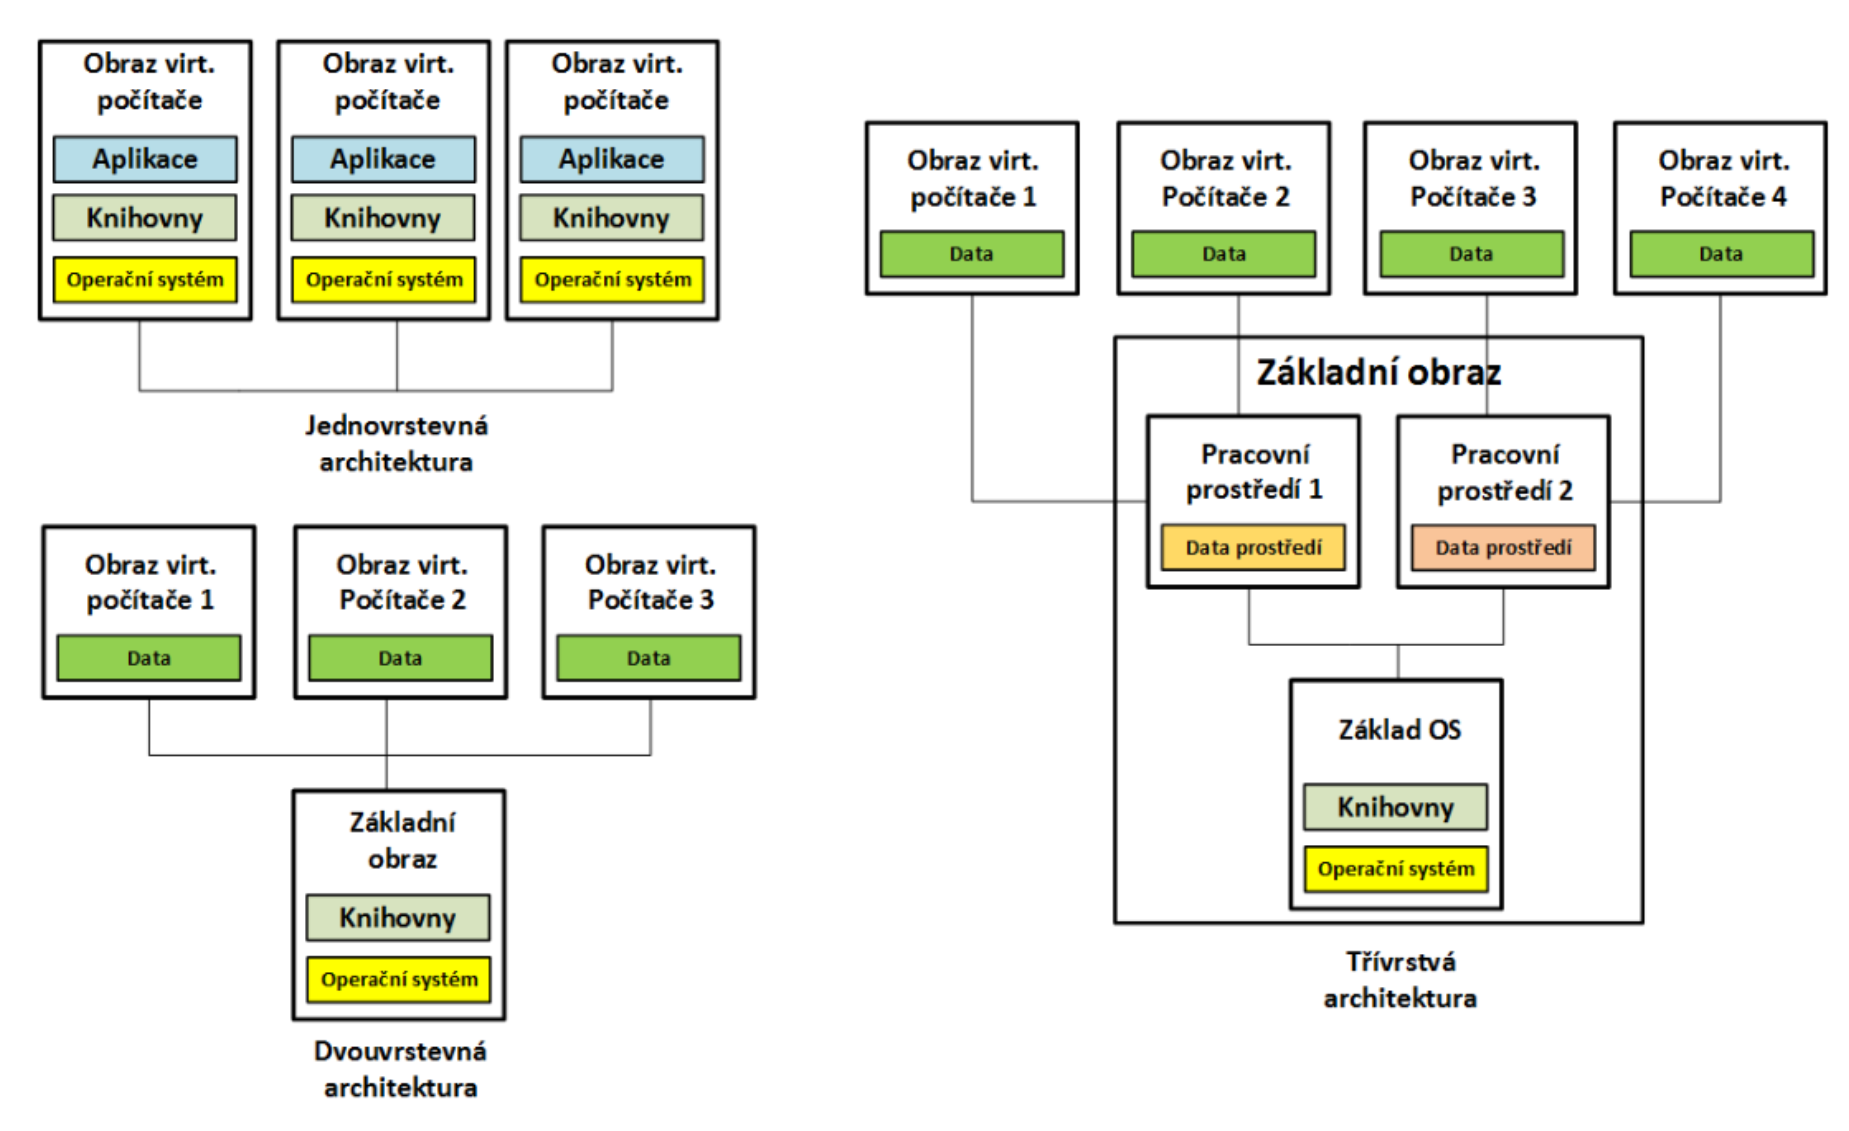 Obraz virt.
počítače
Aplikace
Knihovny
Operační systém
Obraz virt.
počítače
Aplikace
Knihovny
Operační systém
Obraz virt.
počítače
Aplikace
Knihovny
Operační systém
Jednovrstevná
architektura
Obraz virt.
počítače 1
Data
Obraz virt.
Počítače 2
Data
Obraz virt.
Počítače 3
Data
Základní
obraz
Knihovny
Operační systém
Dvouvrstevná
architektura
Obraz virt.
počítače 1
Data
Obraz virt.
Počítače 2
Data
Obraz virt.
Počítače 3
Data
Obraz virt.
Počítače 4
Data
Základní obraz
Pracovní
prostředí 1
Data prostředí
Pracovní
prostředí 2
Data prostředí
Základ OS
Knihovny
Operační systém
Třívrstvá
architektura